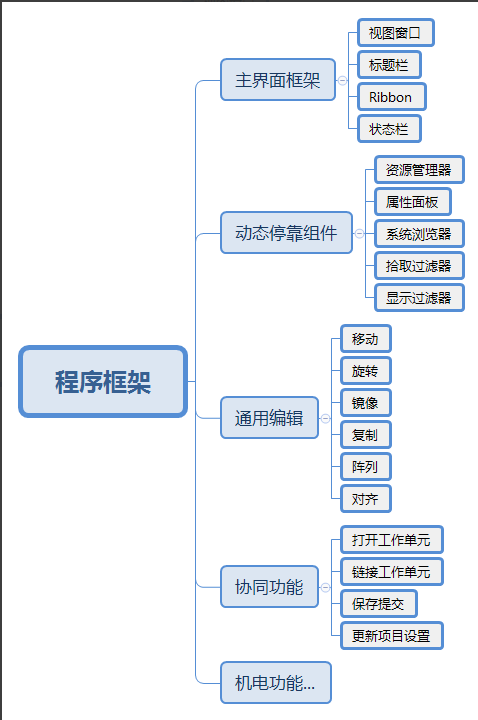 程序框架
主界面框架
视图窗口
标题栏
Ribbon
状态栏
动态停靠组件
资源管理器
属性面板
系统浏览器
拾取过滤器
显示过滤器
通用编辑
移动
旋转
镜像
复制
阵列
对齐
协同功能
打开工作单元
链接工作单元
保存提交
更新项目设置
机电功能...